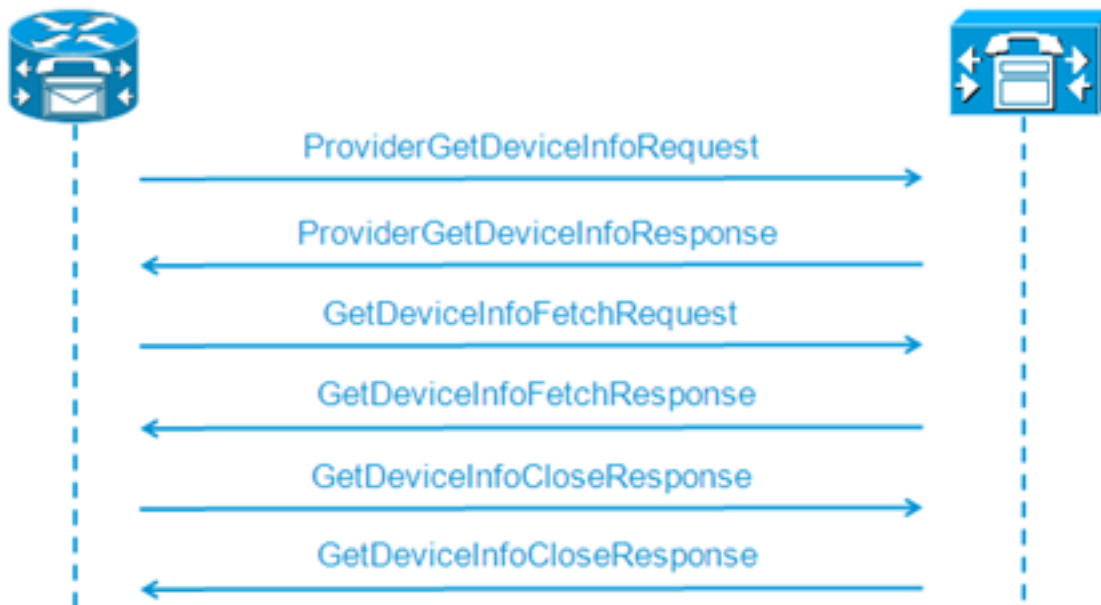 ProviderGetDeviceInfoRequest
ProviderGetDeviceInfoResponse
GetDeviceInfoFetchRequest
GetDeviceInfoFetchResponse
GetDeviceInfoCloseResponse
GetDeviceInfoCloseResponse